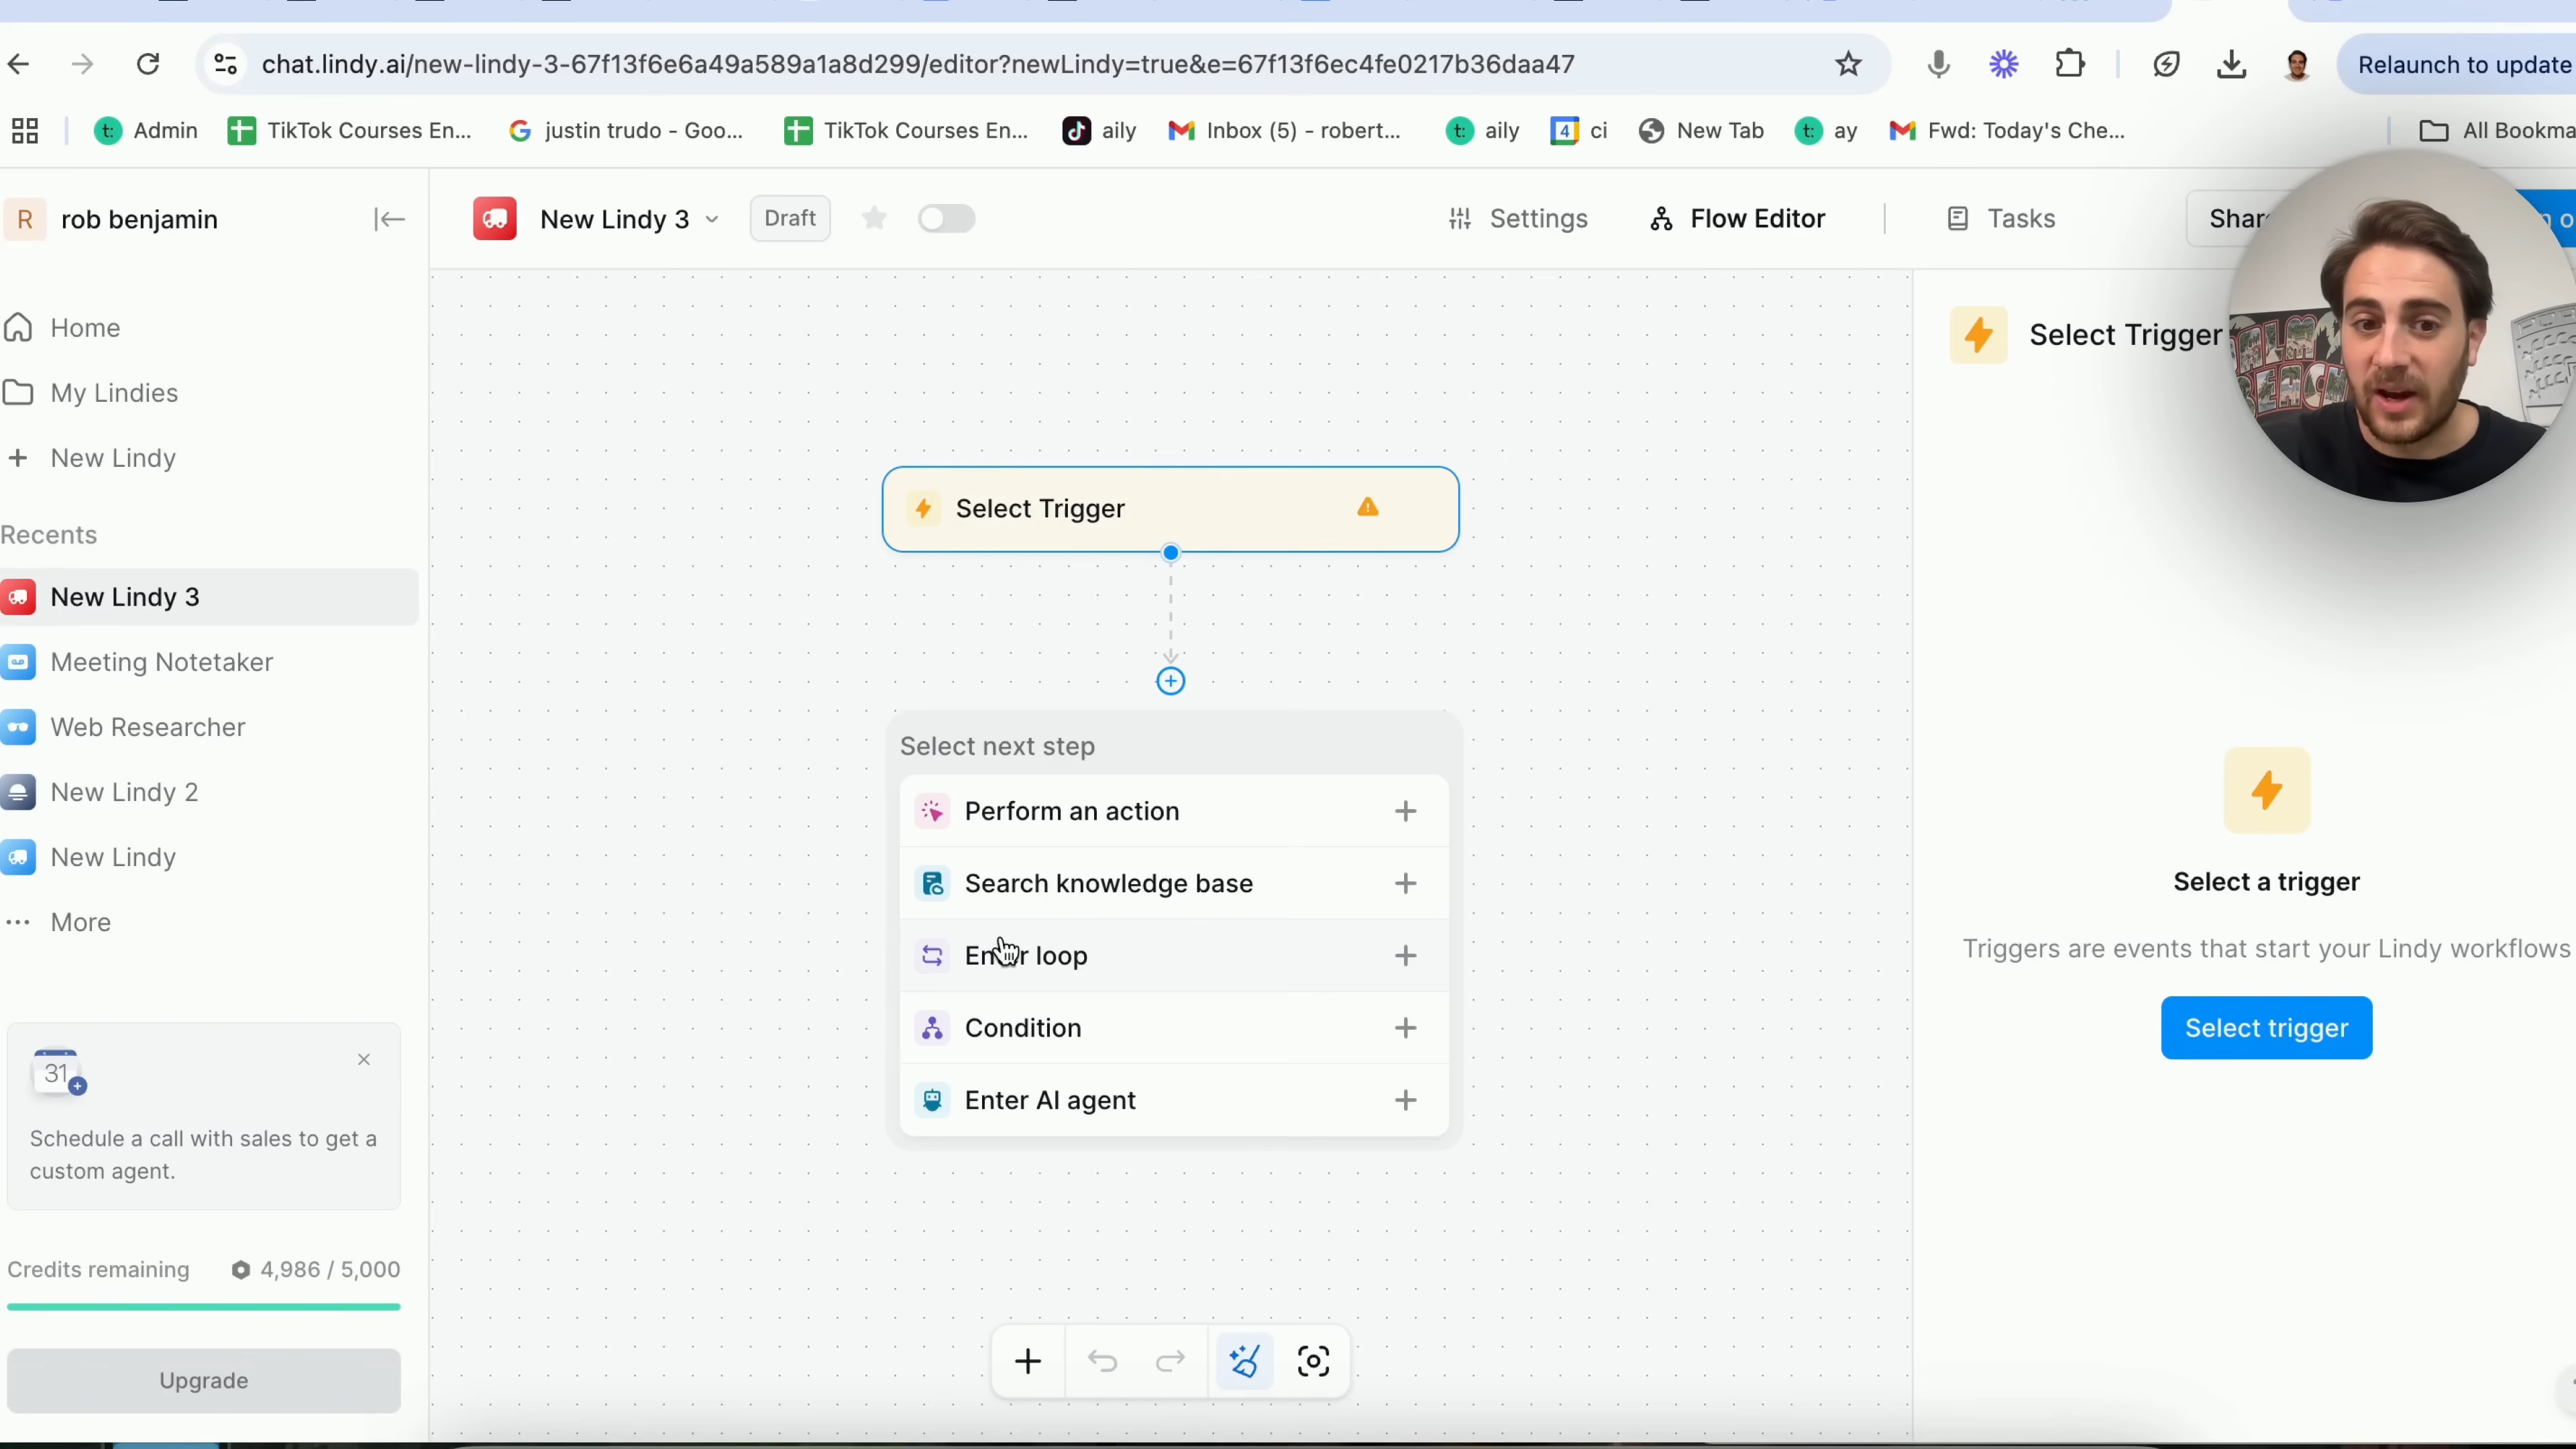 chat.lindy.ai/new-lindy-3-67f13f6e6a49a589a1a8d299/editor?newLindy=true&e=67f13f6ec4fe0217b36daa47
Relaunch to update
Admin
TikTok Courses En...
justin trudo - Goo...
TikTok Courses En...
aily
Inbox (5) - robert...
aily
4
ci
New Tab
ay
Fwd: Today's Che...
All Bookma
R
rob benjamin
New Lindy 3
Draft
Settings
Flow Editor
Tasks
Shar
Home
My Lindies
New Lindy
Recents
New Lindy 3
Meeting Notetaker
Web Researcher
New Lindy 2
New Lindy
More
31
Schedule a call with sales to get a
custom agent.
Credits remaining
4,986 / 5,000
Upgrade
Select Trigger
Select next step
Perform an action
Search knowledge base
Enter loop
Condition
Enter AI agent
Select Trigger
Select a trigger
Triggers are events that start your Lindy workflows
Select trigger